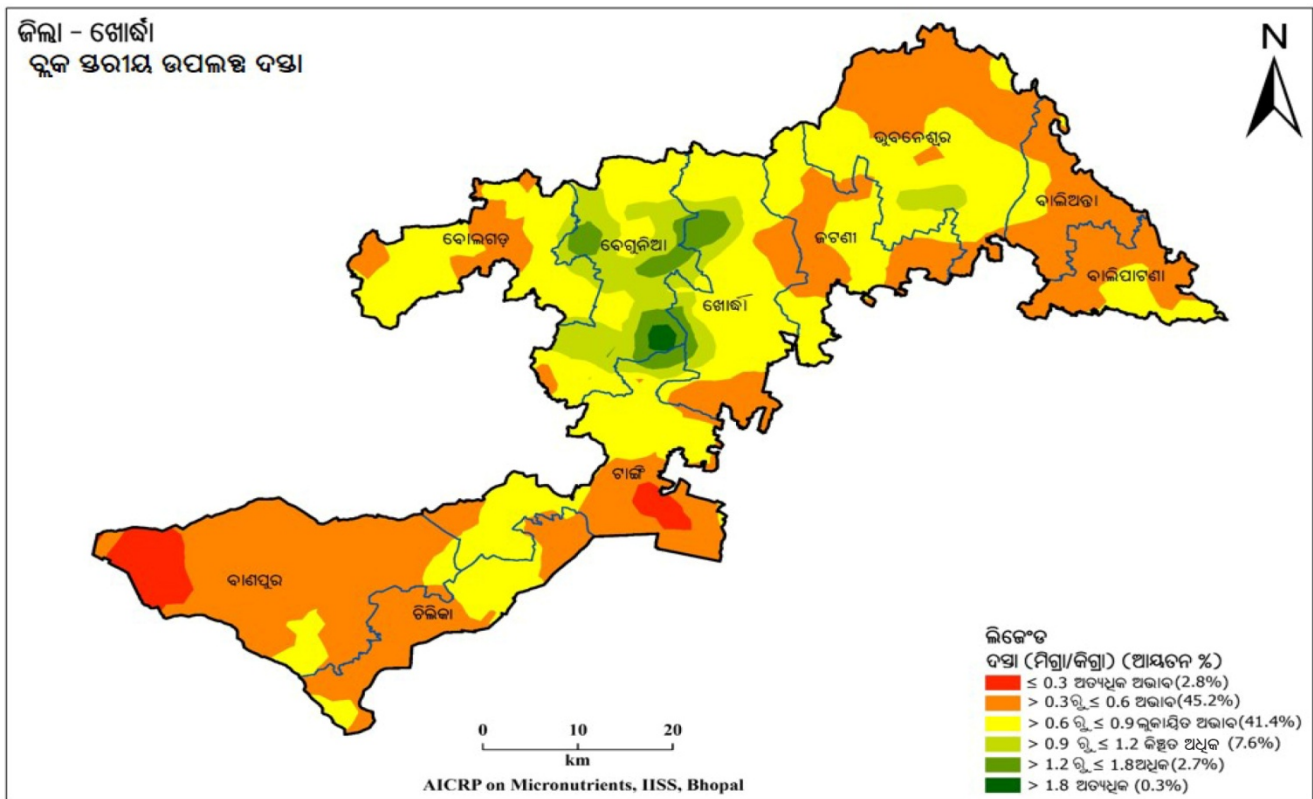 ଜିଲ୍ଲା - ଖୋର୍ଦ୍ଧା
ବ୍ଲକ ସ୍ତରୀୟ ଉପଲବ୍ଧ ଦସ୍ତା
N
ଭୁବନେଶ୍ୱର
ବାଲିଅନ୍ତା
ବୋଲଗଡ଼
ବେଗୁନିଆ
ଜଟଣୀ
ବାଲିପାଟଣା
ଖୋର୍ଦ୍ଧା
ଟାଙ୍ଗି
ବାଣପୁର
ଚିଲିକା
ଲିଜେଂଡ
ଦସ୍ତା (ମିଗ୍ରା/କିଗ୍ରା) (ଆୟତନ %)
≤ 0.3 ଅତ୍ୟଧିକ ଅଭାବ(2.8%)
> 0.3ରୁ ≤ 0.6 ଅଭାବ(45.2%)
> 0.6 ରୁ ≤ 0.9 ଲୁକାୟିତ ଅଭାବ(41.4%)
> 0.9 ରୁ ≤ 1.2 କିଞ୍ଚିତ ଅଧିକ (7.6%)
> 1.2 ରୁ ≤ 1.8 ଅଧିକ(2.7%)
> 1.8 ଅତ୍ୟଧିକ (0.3%)
0 20
km
AICRP on Micronutrients, IISS, Bhopal